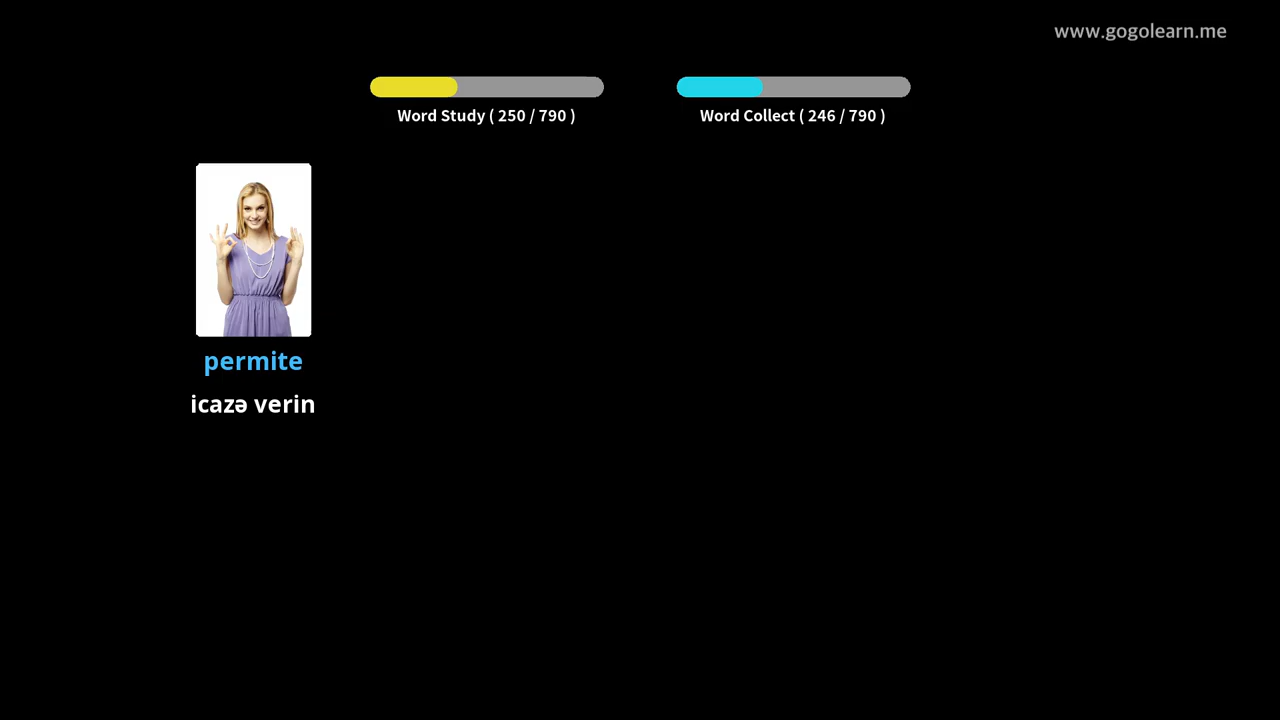 www.gogolearn.me
Word Study ( 250 / 790 )
Word Collect ( 246 / 790 )
permite
icazə verin